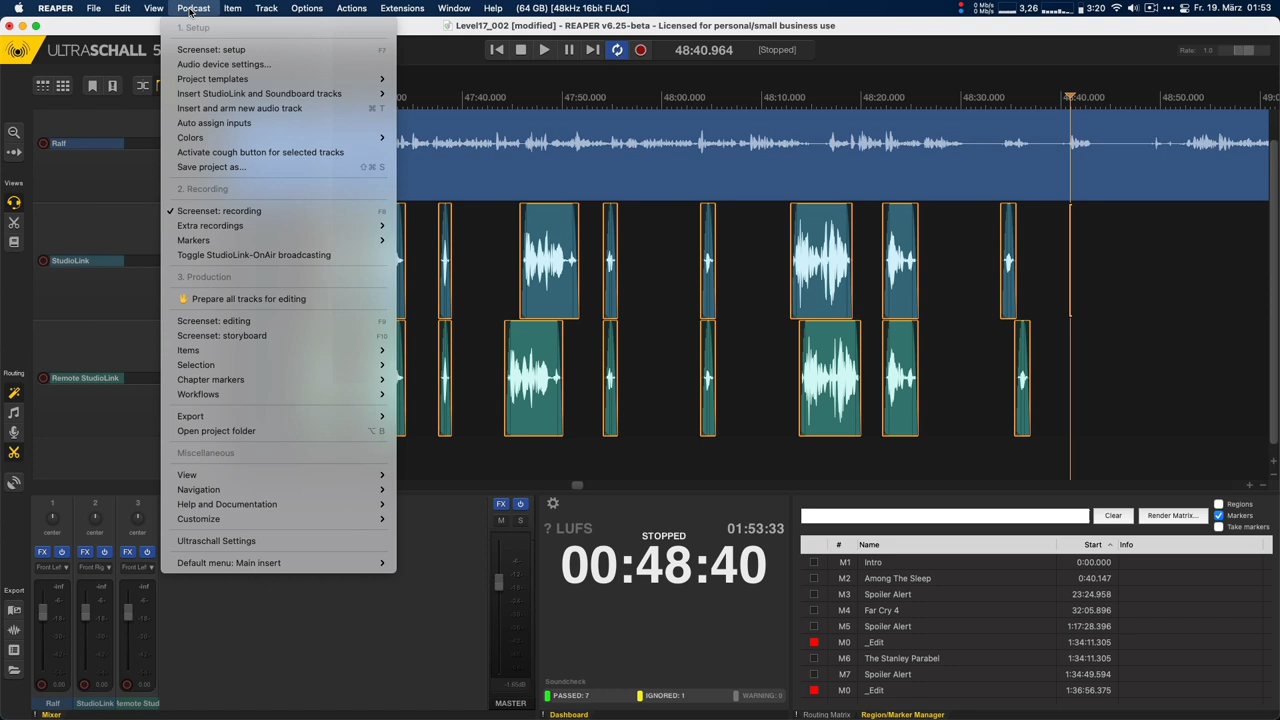 REAPER File Edit View Podcast Item Track Options Actions Extensions Window Help (64 GB) [48kHz 16bit FLAC] 0 Mb/s 0 Mb/s 3,26 3:20 Fr. 19. März 01:53
Level17_002 [modified] - REAPER v6.25-beta - Licensed for personal/small business use
ULTRASCHALL 5
48:40.964 [Stopped] Rate: 1.0
1. Setup
Screenset: setup F7
Audio device settings...
Project templates
Insert StudioLink and Soundboard tracks
Insert and arm new audio track ⌘ T
Auto assign inputs
Colors
Activate cough button for selected tracks
Save project as... ⇧⌘ S
2. Recording
✓ Screenset: recording F8
Extra recordings
Markers
Toggle StudioLink-OnAir broadcasting
3. Production
🖖 Prepare all tracks for editing
Screenset: editing F9
Screenset: storyboard F10
Items
Selection
Chapter markers
Workflows
Export
Open project folder ⌥ B
Miscellaneous
View
Navigation
Help and Documentation
Customize
Ultraschall Settings
Default menu: Main insert
47:40.000 47:50.000 48:00.000 48:10.000 48:20.000 48:30.000 48:40.000 48:50.000 49:0
Ralf
Views
StudioLink
Remote StudioLink
Routing
Export
1 2 3
center center center
FX FX FX
Front Lef Front Rig Front Lef
-inf -inf -inf
Ralf StudioLink Remote Stud
Mixer
FX
M S
-1.65dB
MASTER
? LUFS
01:53:33
STOPPED
00:48:40
Soundcheck
PASSED: 7 IGNORED: 1 WARNING: 0
Dashboard
Clear Render Matrix...
Regions
Markers
Take markers
# Name Start Info
M1 Intro 0:00.000
M2 Among The Sleep 0:40.147
M3 Spoiler Alert 23:24.958
M4 Far Cry 4 32:05.896
M5 Spoiler Alert 1:17:28.396
M0 _Edit 1:34:11.305
M6 The Stanley Parabel 1:34:11.305
M7 Spoiler Alert 1:34:49.594
M0 _Edit 1:36:56.375
Routing Matrix Region/Marker Manager